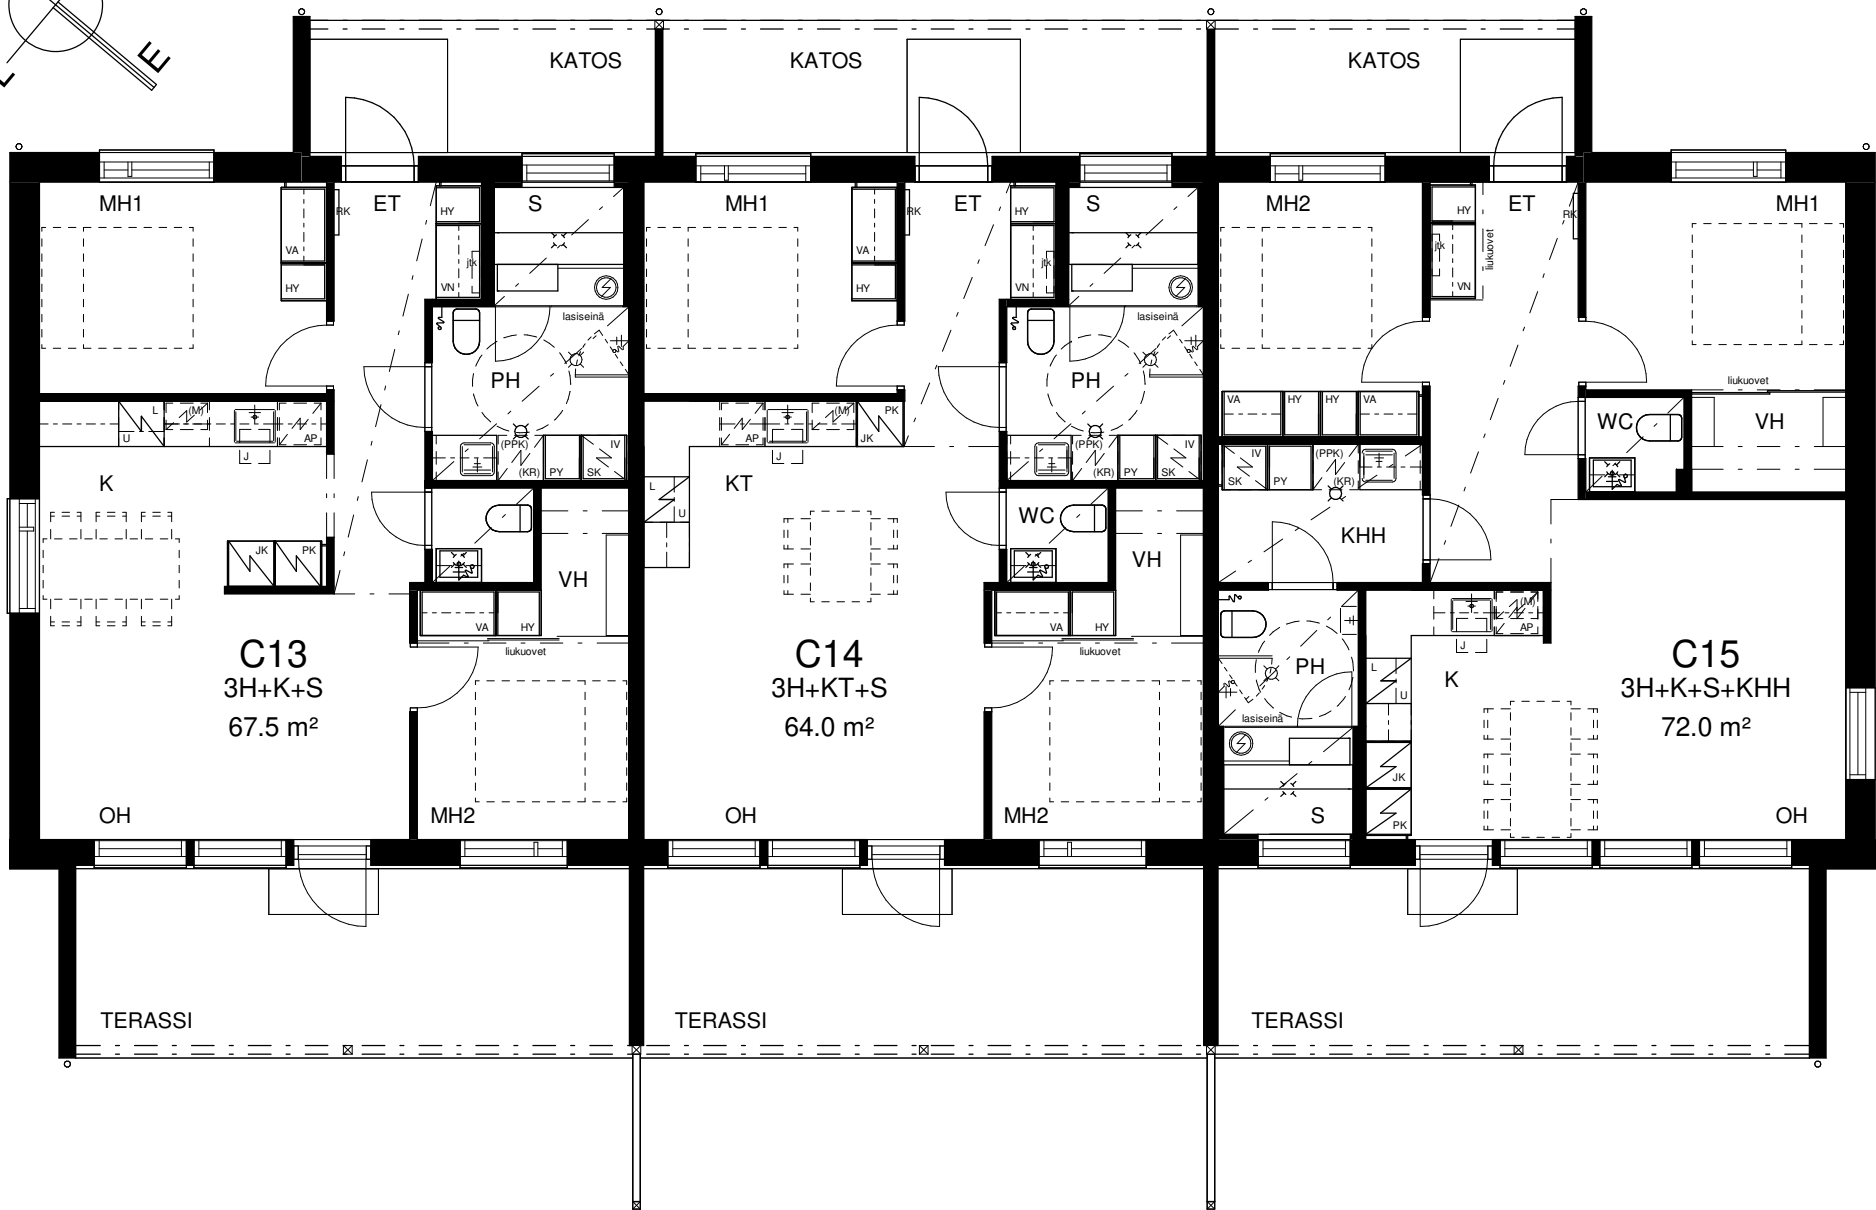 E
KATOS
KATOS
KATOS
MH1
RK
ET
HY
S
VA
HY
jtk
VN
lasiseinä
PH
(PPK)
(KR)
PY
SK
IV
L
U
(M)
AP
J
K
JK
PK
VH
VA
HY
liukuovet
C13
3H+K+S
67.5 m²
OH
MH2
TERASSI
MH1
RK
ET
HY
S
VA
HY
jtk
VN
lasiseinä
PH
(PPK)
(KR)
PY
SK
IV
AP
J
(M)
PK
JK
L
U
KT
WC
VH
VA
HY
liukuovet
C14
3H+KT+S
64.0 m²
OH
MH2
TERASSI
MH2
HY
ET
RK
MH1
jtk
VN
liukuovet
VA
HY
HY
VA
liukuovet
WC
VH
IV
SK
PY
(PPK)
(KR)
KHH
PH
lasiseinä
S
(M)
AP
J
L
U
K
JK
PK
C15
3H+K+S+KHH
72.0 m²
OH
TERASSI